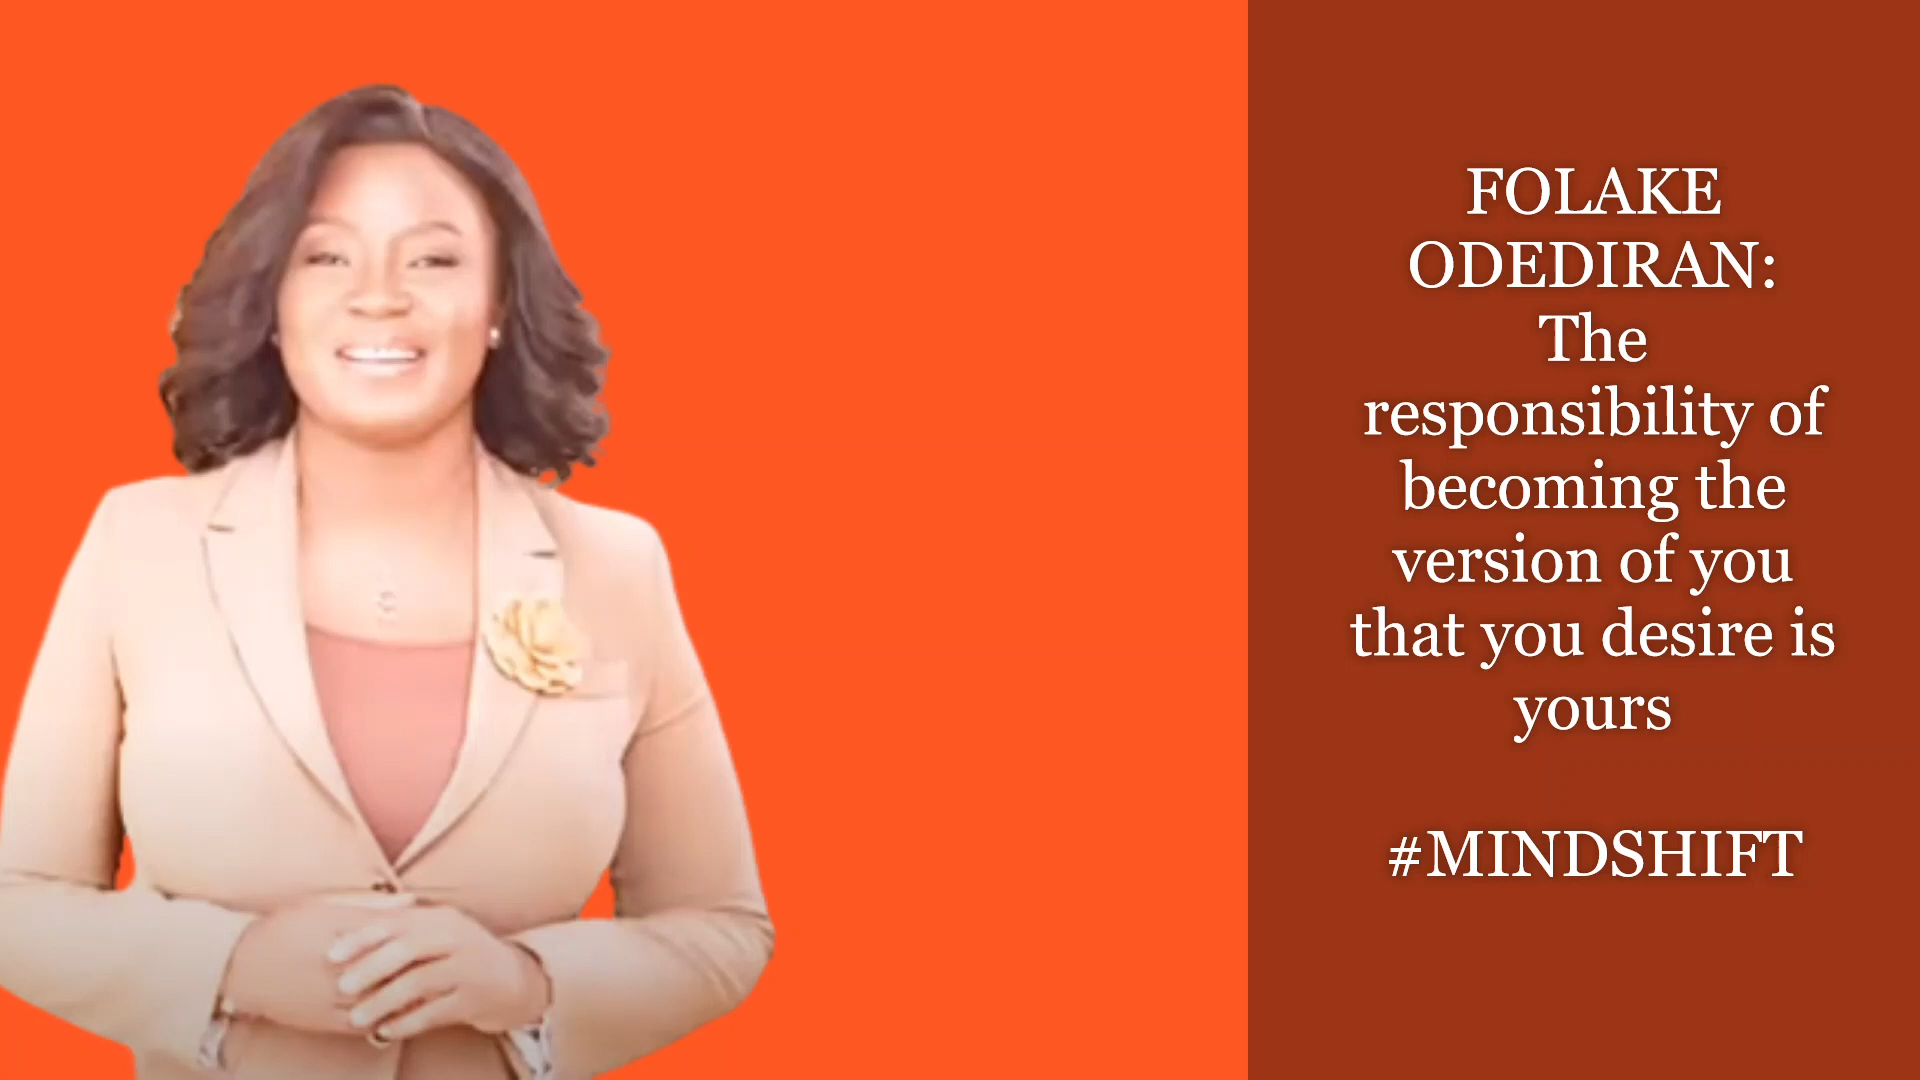 FOLAKE
ODEDIRAN:
The
responsibility of
becoming the
version of you
that you desire is
yours
#MINDSHIFT